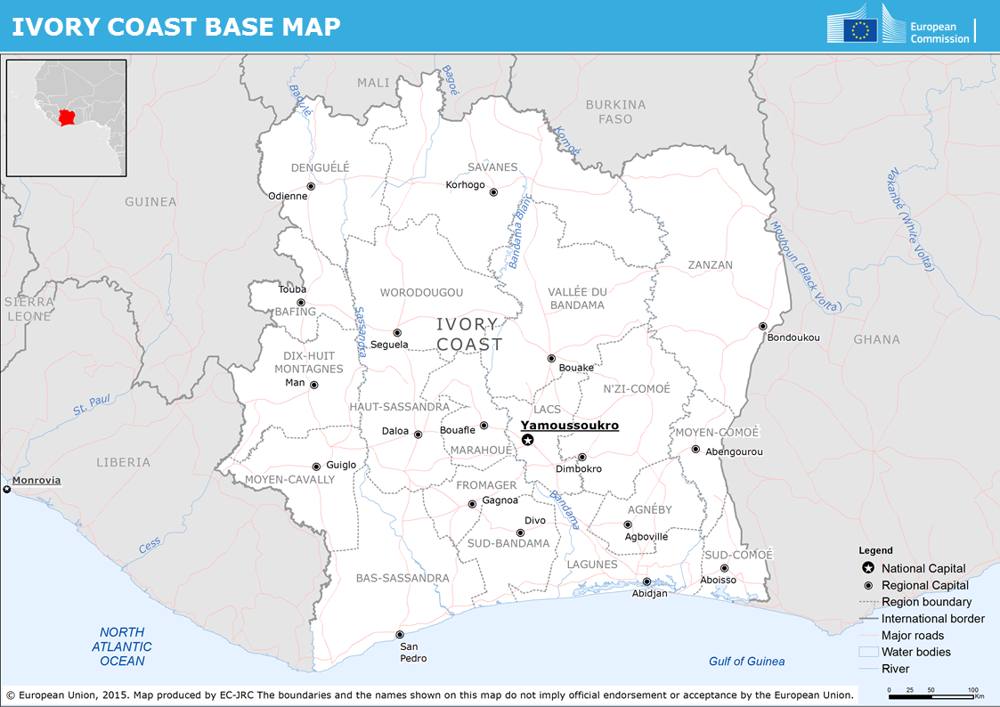 IVORY COAST BASE MAP
European
Commission
MALI
Bagoé
Baoulé
BURKINA
FASO
Komoé
DENGUÉLÉ
SAVANES
Korhogo
Odienne
GUINEA
Bandama Blanc
Nakanbé (White Volta)
Mouhoun (Black Volta)
ZANZAN
SIERRA
LEONE
Touba
BAFING
WORODOUGOU
VALLÉE DU
BANDAMA
Sassandra
IVORY
COAST
Seguela
Bondoukou
GHANA
DIX-HUIT
MONTAGNES
Man
Bouake
N'ZI-COMOÉ
St. Paul
HAUT-SASSANDRA
LACS
Yamoussoukro
Daloa
Bouafle
MARAHOUÉ
MOYEN-COMOÉ
Abengourou
LIBERIA
Monrovia
Guiglo
MOYEN-CAVALLY
Dimbokro
FROMAGER
Gagnoa
Bandama
AGNÉBY
Agboville
Divo
SUD-BANDAMA
Cess
BAS-SASSANDRA
LAGUNES
SUD-COMOÉ
Aboisso
Abidjan
San
Pedro
NORTH
ATLANTIC
OCEAN
Gulf of Guinea
Legend
National Capital
Regional Capital
Region boundary
International border
Major roads
Water bodies
River
0 25 50 100
Km
© European Union, 2015. Map produced by EC-JRC The boundaries and the names shown on this map do not imply official endorsement or acceptance by the European Union.